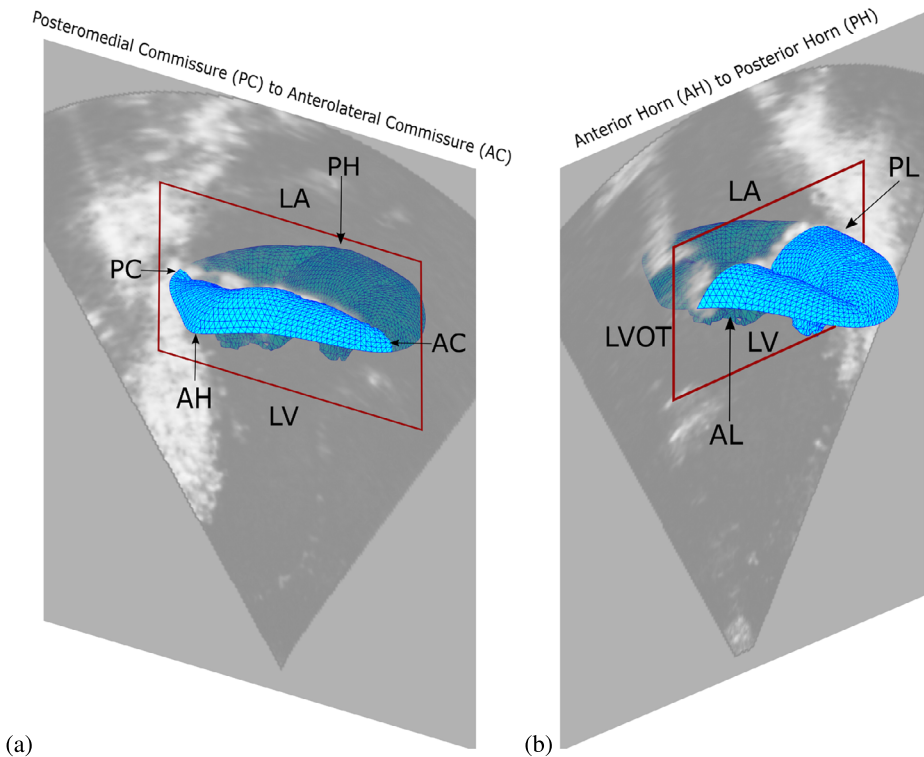 Posteromedial Commissure (PC) to Anterolateral Commissure (AC)
PH
LA
PC
AC
AH
LV
(a)
Anterior Horn (AH) to Posterior Horn (PH)
PL
LA
LVOT
LV
AL
(b)